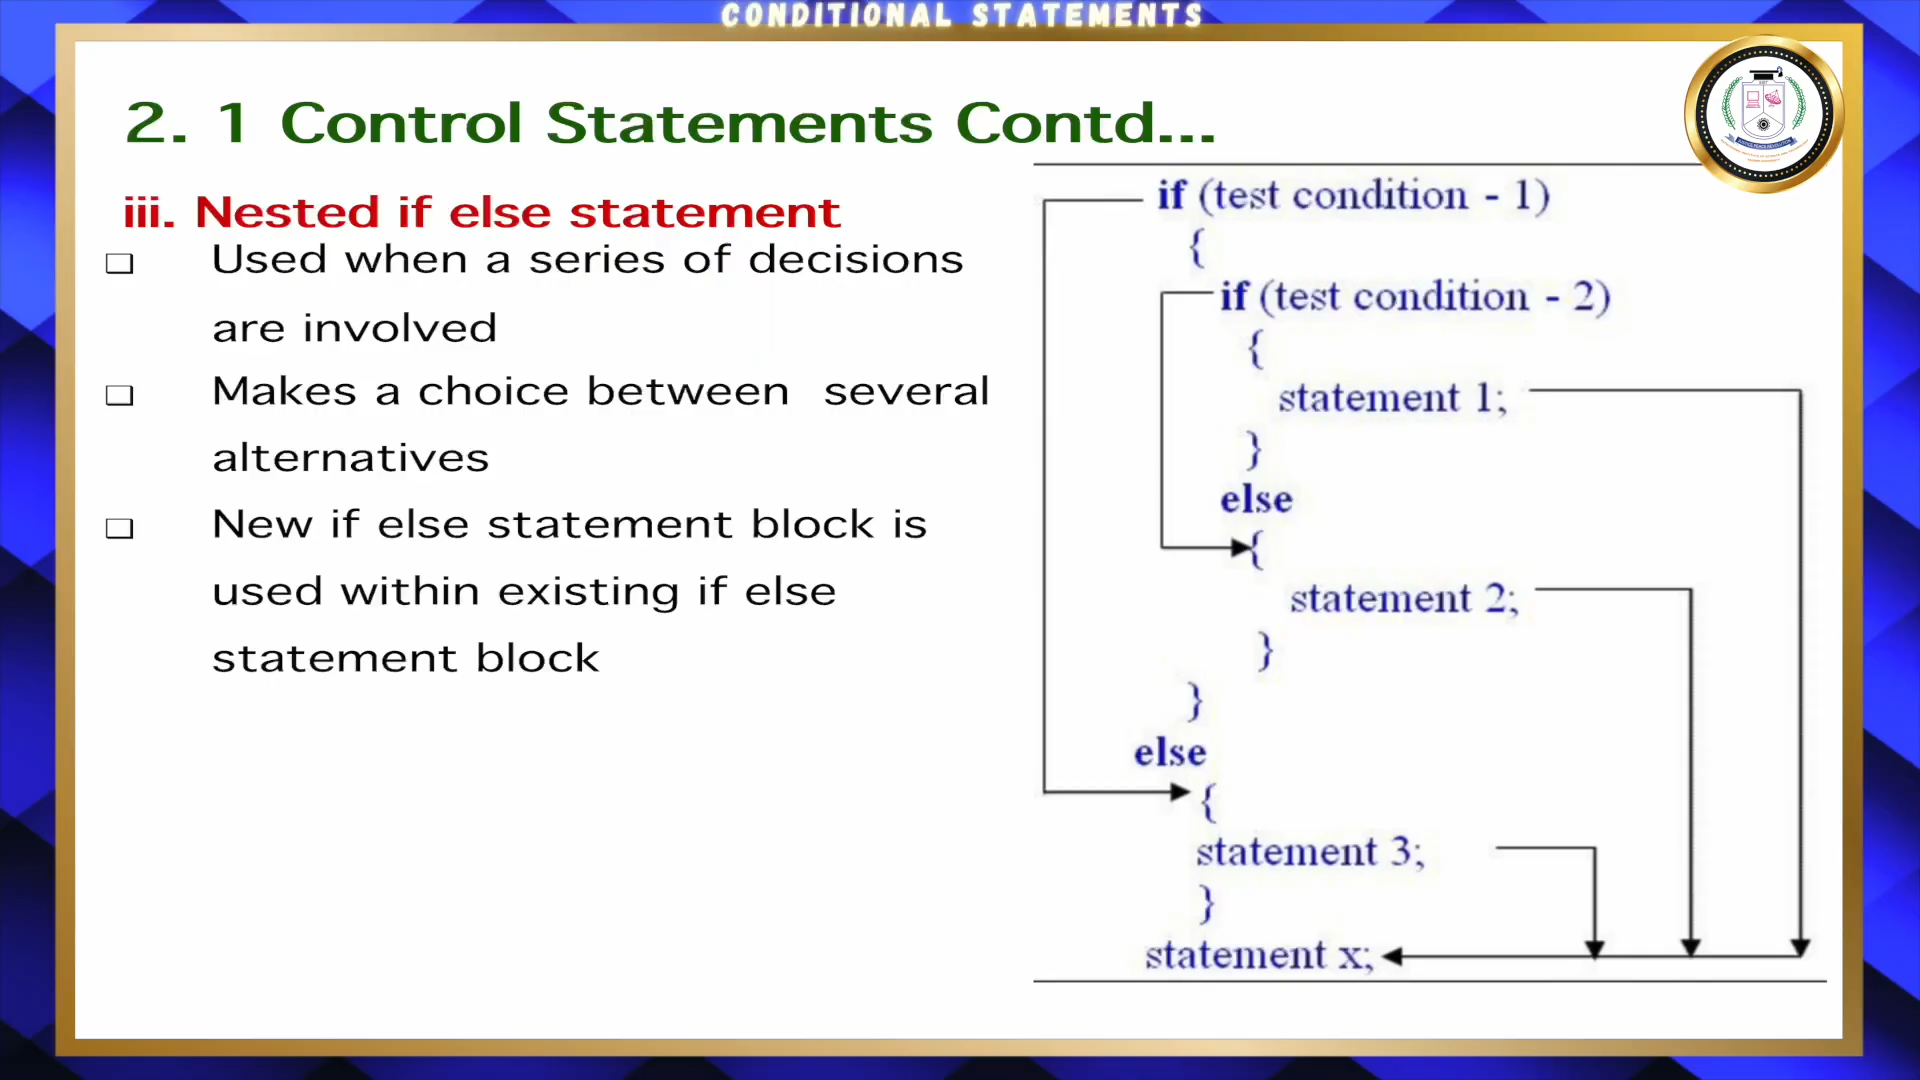 CONDITIONAL STATEMENTS
2. 1 Control Statements Contd...
iii. Nested if else statement
❑ Used when a series of decisions
are involved
❑ Makes a choice between several
alternatives
❑ New if else statement block is
used within existing if else
statement block
if (test condition - 1)
{
if (test condition - 2)
{
statement 1;
}
else
{
statement 2;
}
}
else
{
statement 3;
}
statement x;